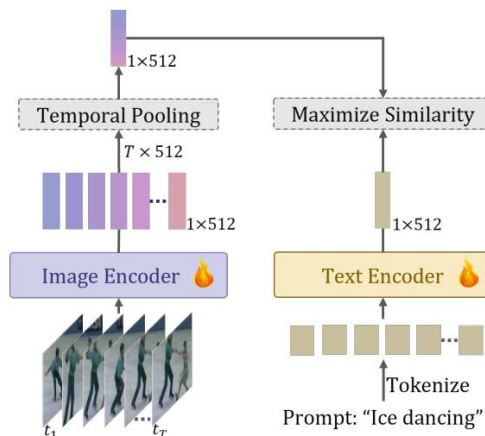 1×512
Temporal Pooling
Maximize Similarity
T × 512
...
1×512
1×512
Image Encoder
Text Encoder
...
...
t₁
t_T
Tokenize
Prompt: “Ice dancing”